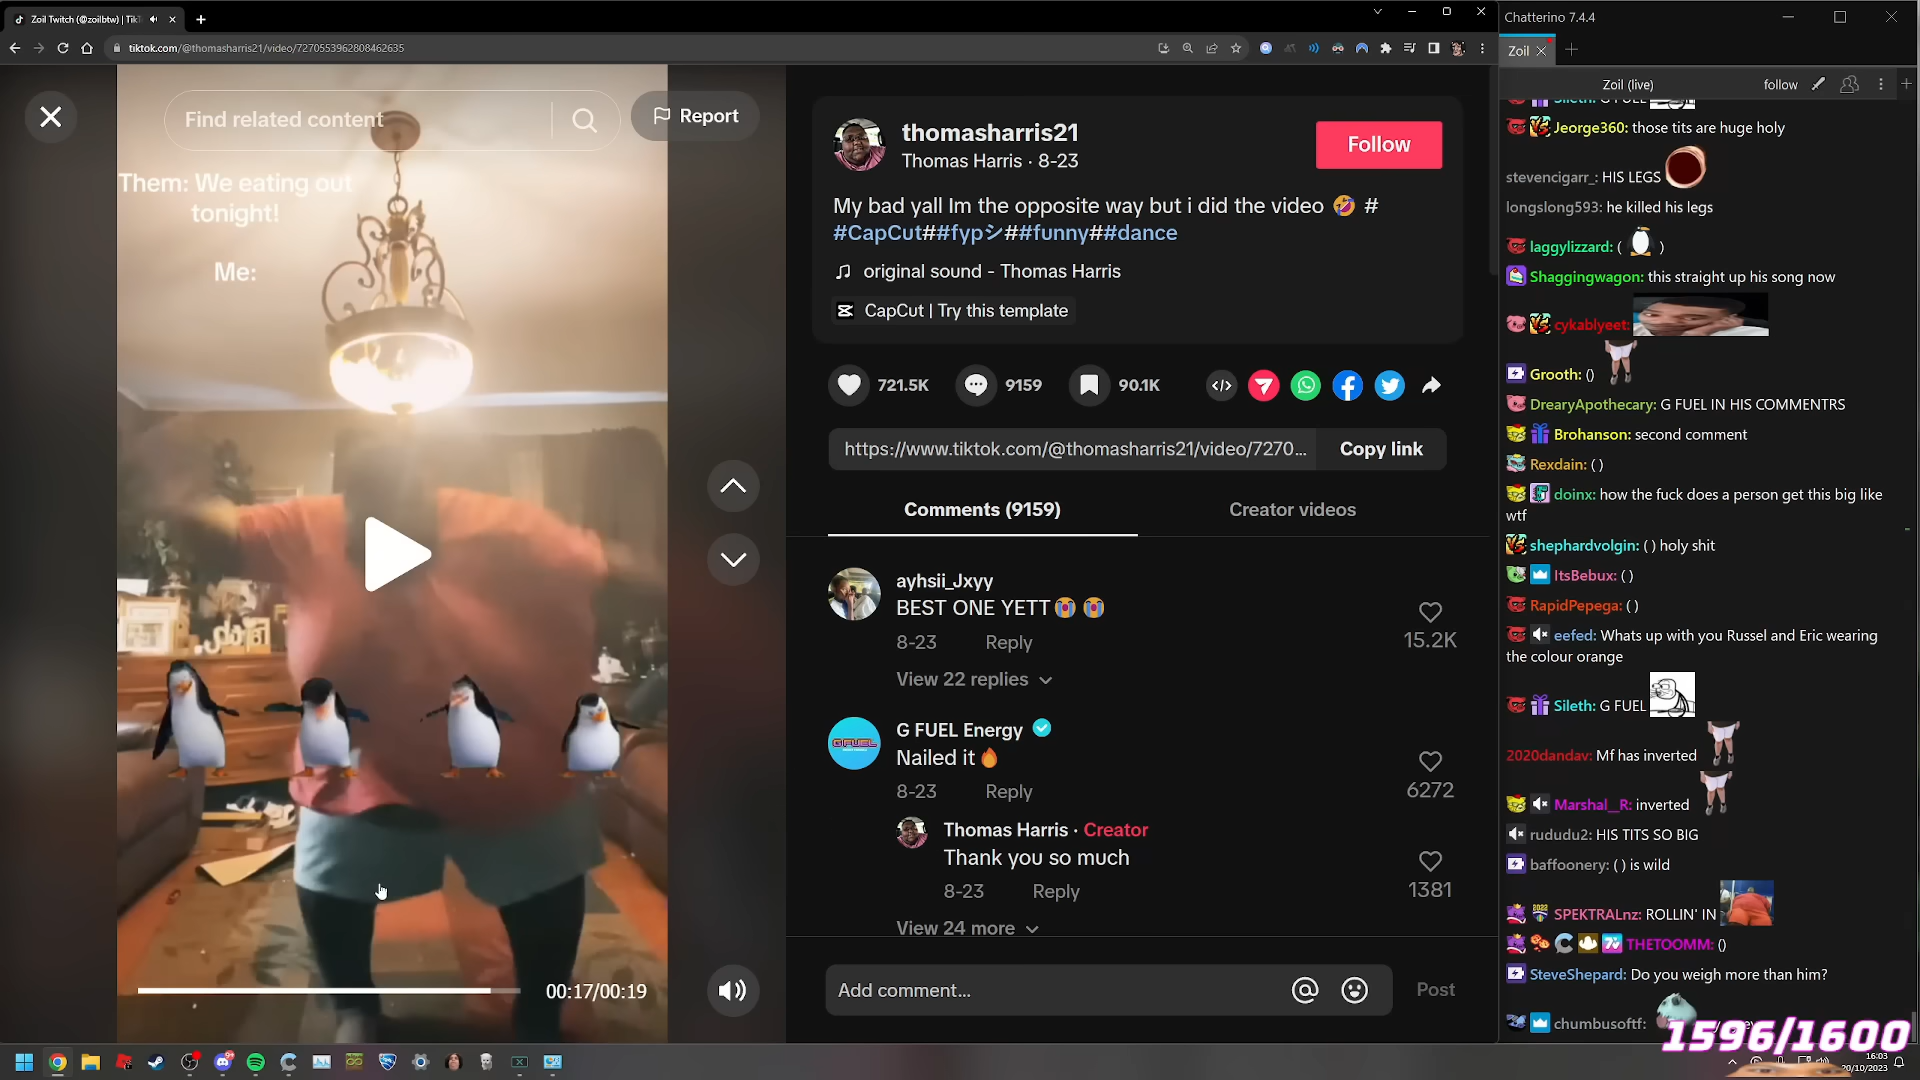 Zoil Twitch (@zoilbtw) | Tik
tiktok.com/@thomasharris21/video/7270553962808462635
Find related content
Report
Them: We eating out
tonight!
Me:
00:17/00:19
thomasharris21
Thomas Harris · 8-23
Follow
My bad yall Im the opposite way but i did the video 🤣 #
#CapCut##fypシ##funny##dance
original sound - Thomas Harris
CapCut | Try this template
721.5K
9159
90.1K
https://www.tiktok.com/@thomasharris21/video/7270...
Copy link
Comments (9159)
Creator videos
ayhsii_Jxyy
BEST ONE YETT😭 😭
8-23 Reply
15.2K
View 22 replies
G FUEL
G FUEL Energy
Nailed it🔥
8-23 Reply
6272
Thomas Harris · Creator
Thank you so much
8-23 Reply
1381
View 24 more
Add comment...
Post
Chatterino 7.4.4
Zoil
Zoil (live)
follow
Sileth: G FUEL
Jeorge360: those tits are huge holy
stevencigarr_: HIS LEGS
longslong593: he killed his legs
laggylizzard: ( )
Shaggingwagon: this straight up his song now
cykablyeet:
Grooth: ()
DrearyApothecary: G FUEL IN HIS COMMENTRS
Brohanson: second comment
Rexdain: ( )
doinx: how the fuck does a person get this big like
wtf
shephardvolgin: ( ) holy shit
ItsBebux: ( )
RapidPepega: ( )
eefed: Whats up with you Russel and Eric wearing
the colour orange
Sileth: G FUEL
2020dandav: Mf has inverted
Marshal__R: inverted
rududu2: HIS TITS SO BIG
baffoonery: ( ) is wild
SPEKTRALnz: ROLLIN' IN
THETOOMM: ()
SteveShepard: Do you weigh more than him?
chumbusoftf:
1596/1600
16:03
20/10/2023